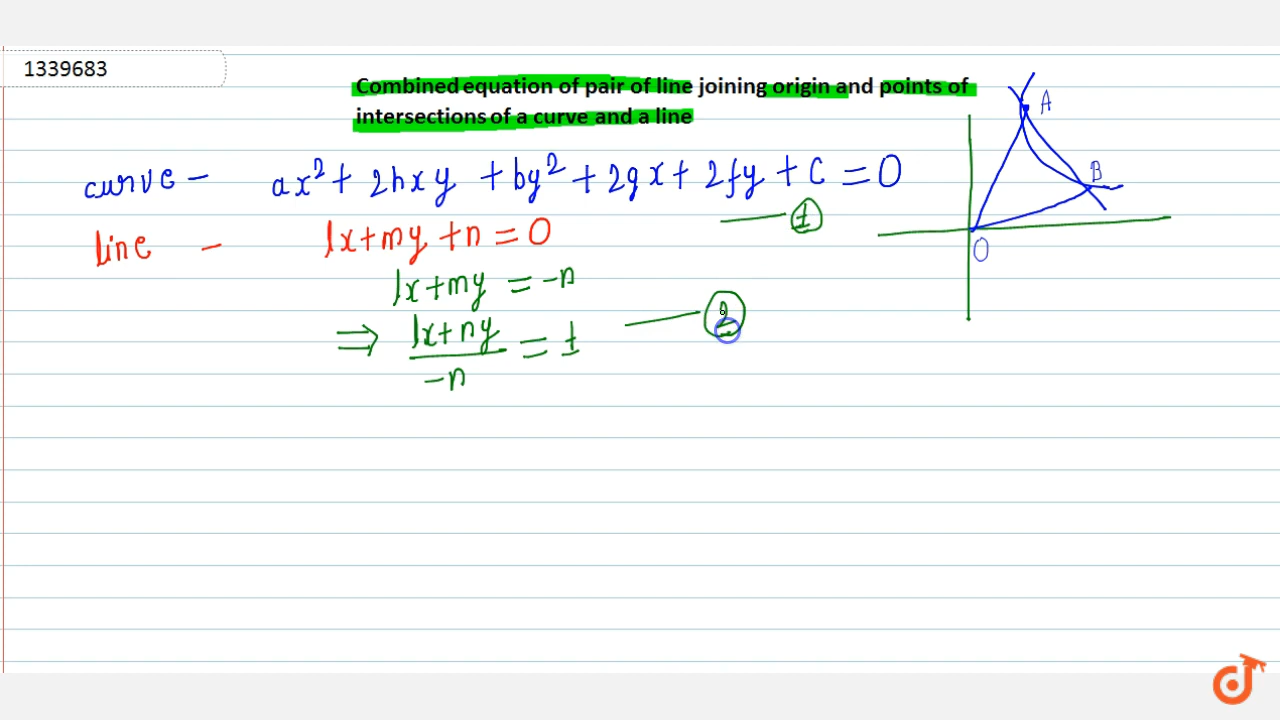 1339683
Combined equation of pair of line joining origin and points of
intersections of a curve and a line
curve - ax² + 2hxy + by² + 2gx + 2fy + c = 0
1
line - lx+my+n=0
lx+my = -n
⇒ lx+ny/-n = 1
2
A
B
O